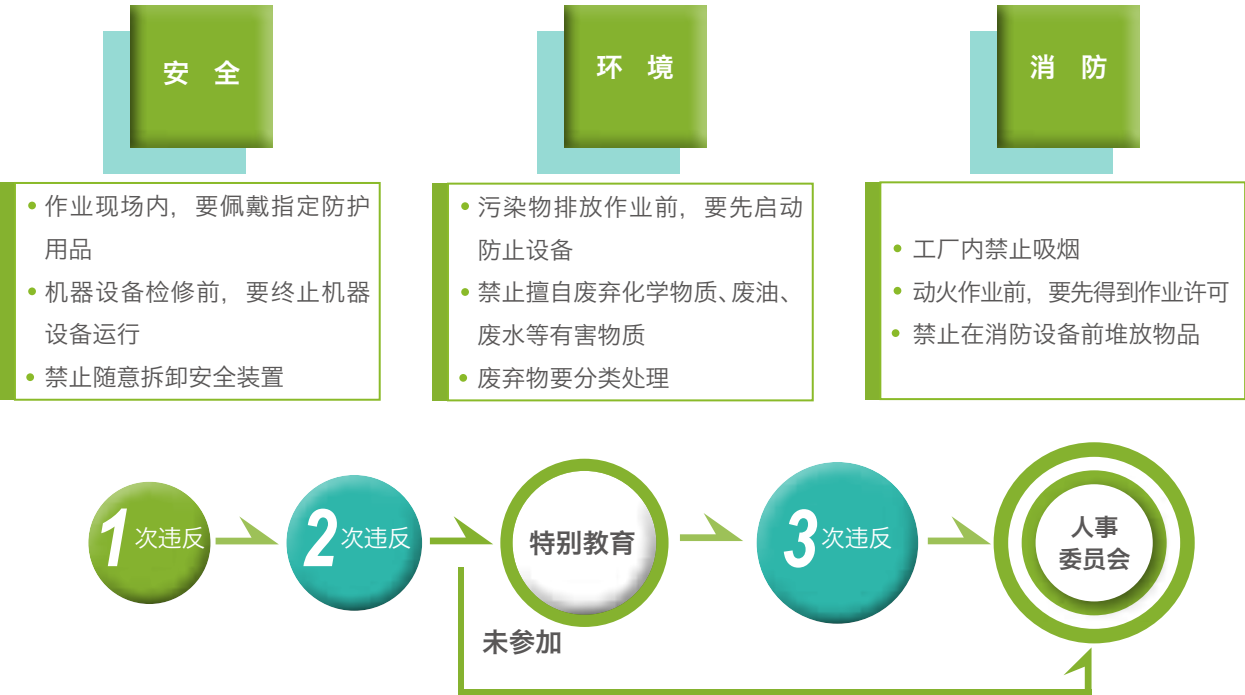 安 全
作业现场内，要佩戴指定防护
用品
机器设备检修前，要终止机器
设备运行
禁止随意拆卸安全装置
环 境
污染物排放作业前，要先启动
防止设备
禁止擅自废弃化学物质、废油、
废水等有害物质
废弃物要分类处理
消 防
工厂内禁止吸烟
动火作业前，要先得到作业许可
禁止在消防设备前堆放物品
1次违反
2次违反
特别教育
3次违反
人事
委员会
未参加